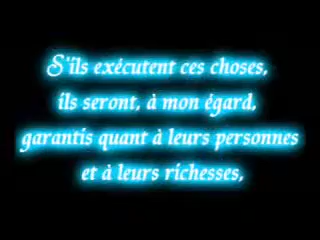 S'ils exécutent ces choses,
ils seront, à mon égard,
garantis quant à leurs personnes
et à leurs richesses,